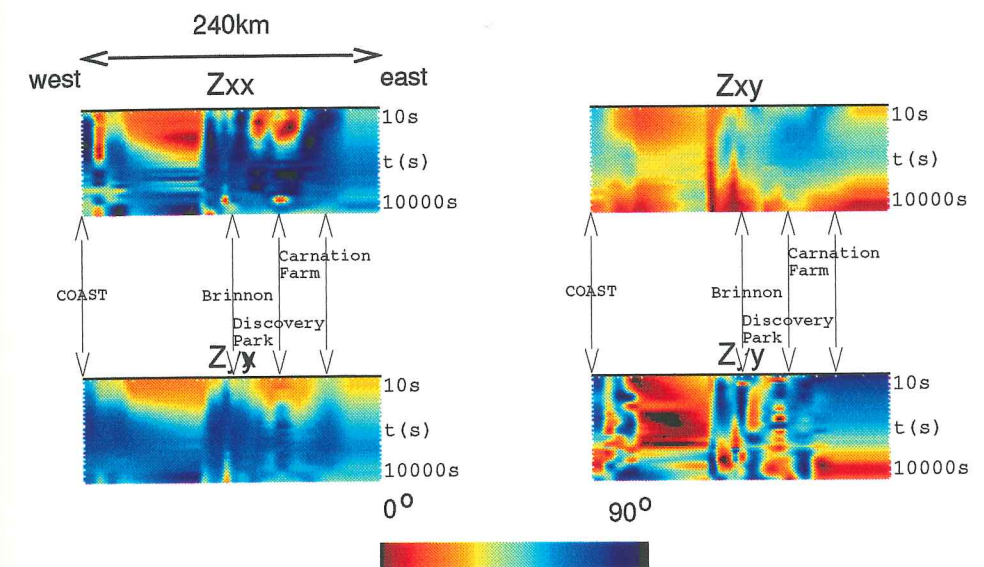 240km
west
east
Zxx
10s
t(s)
10000s
COAST
Brinnon
Carnation
Farm
Discovery
Park
Zxy
10s
t(s)
10000s
COAST
Brinnon
Carnation
Farm
Discovery
Park
10s
t(s)
10000s
Zyy
10s
t(s)
10000s
0°
90°